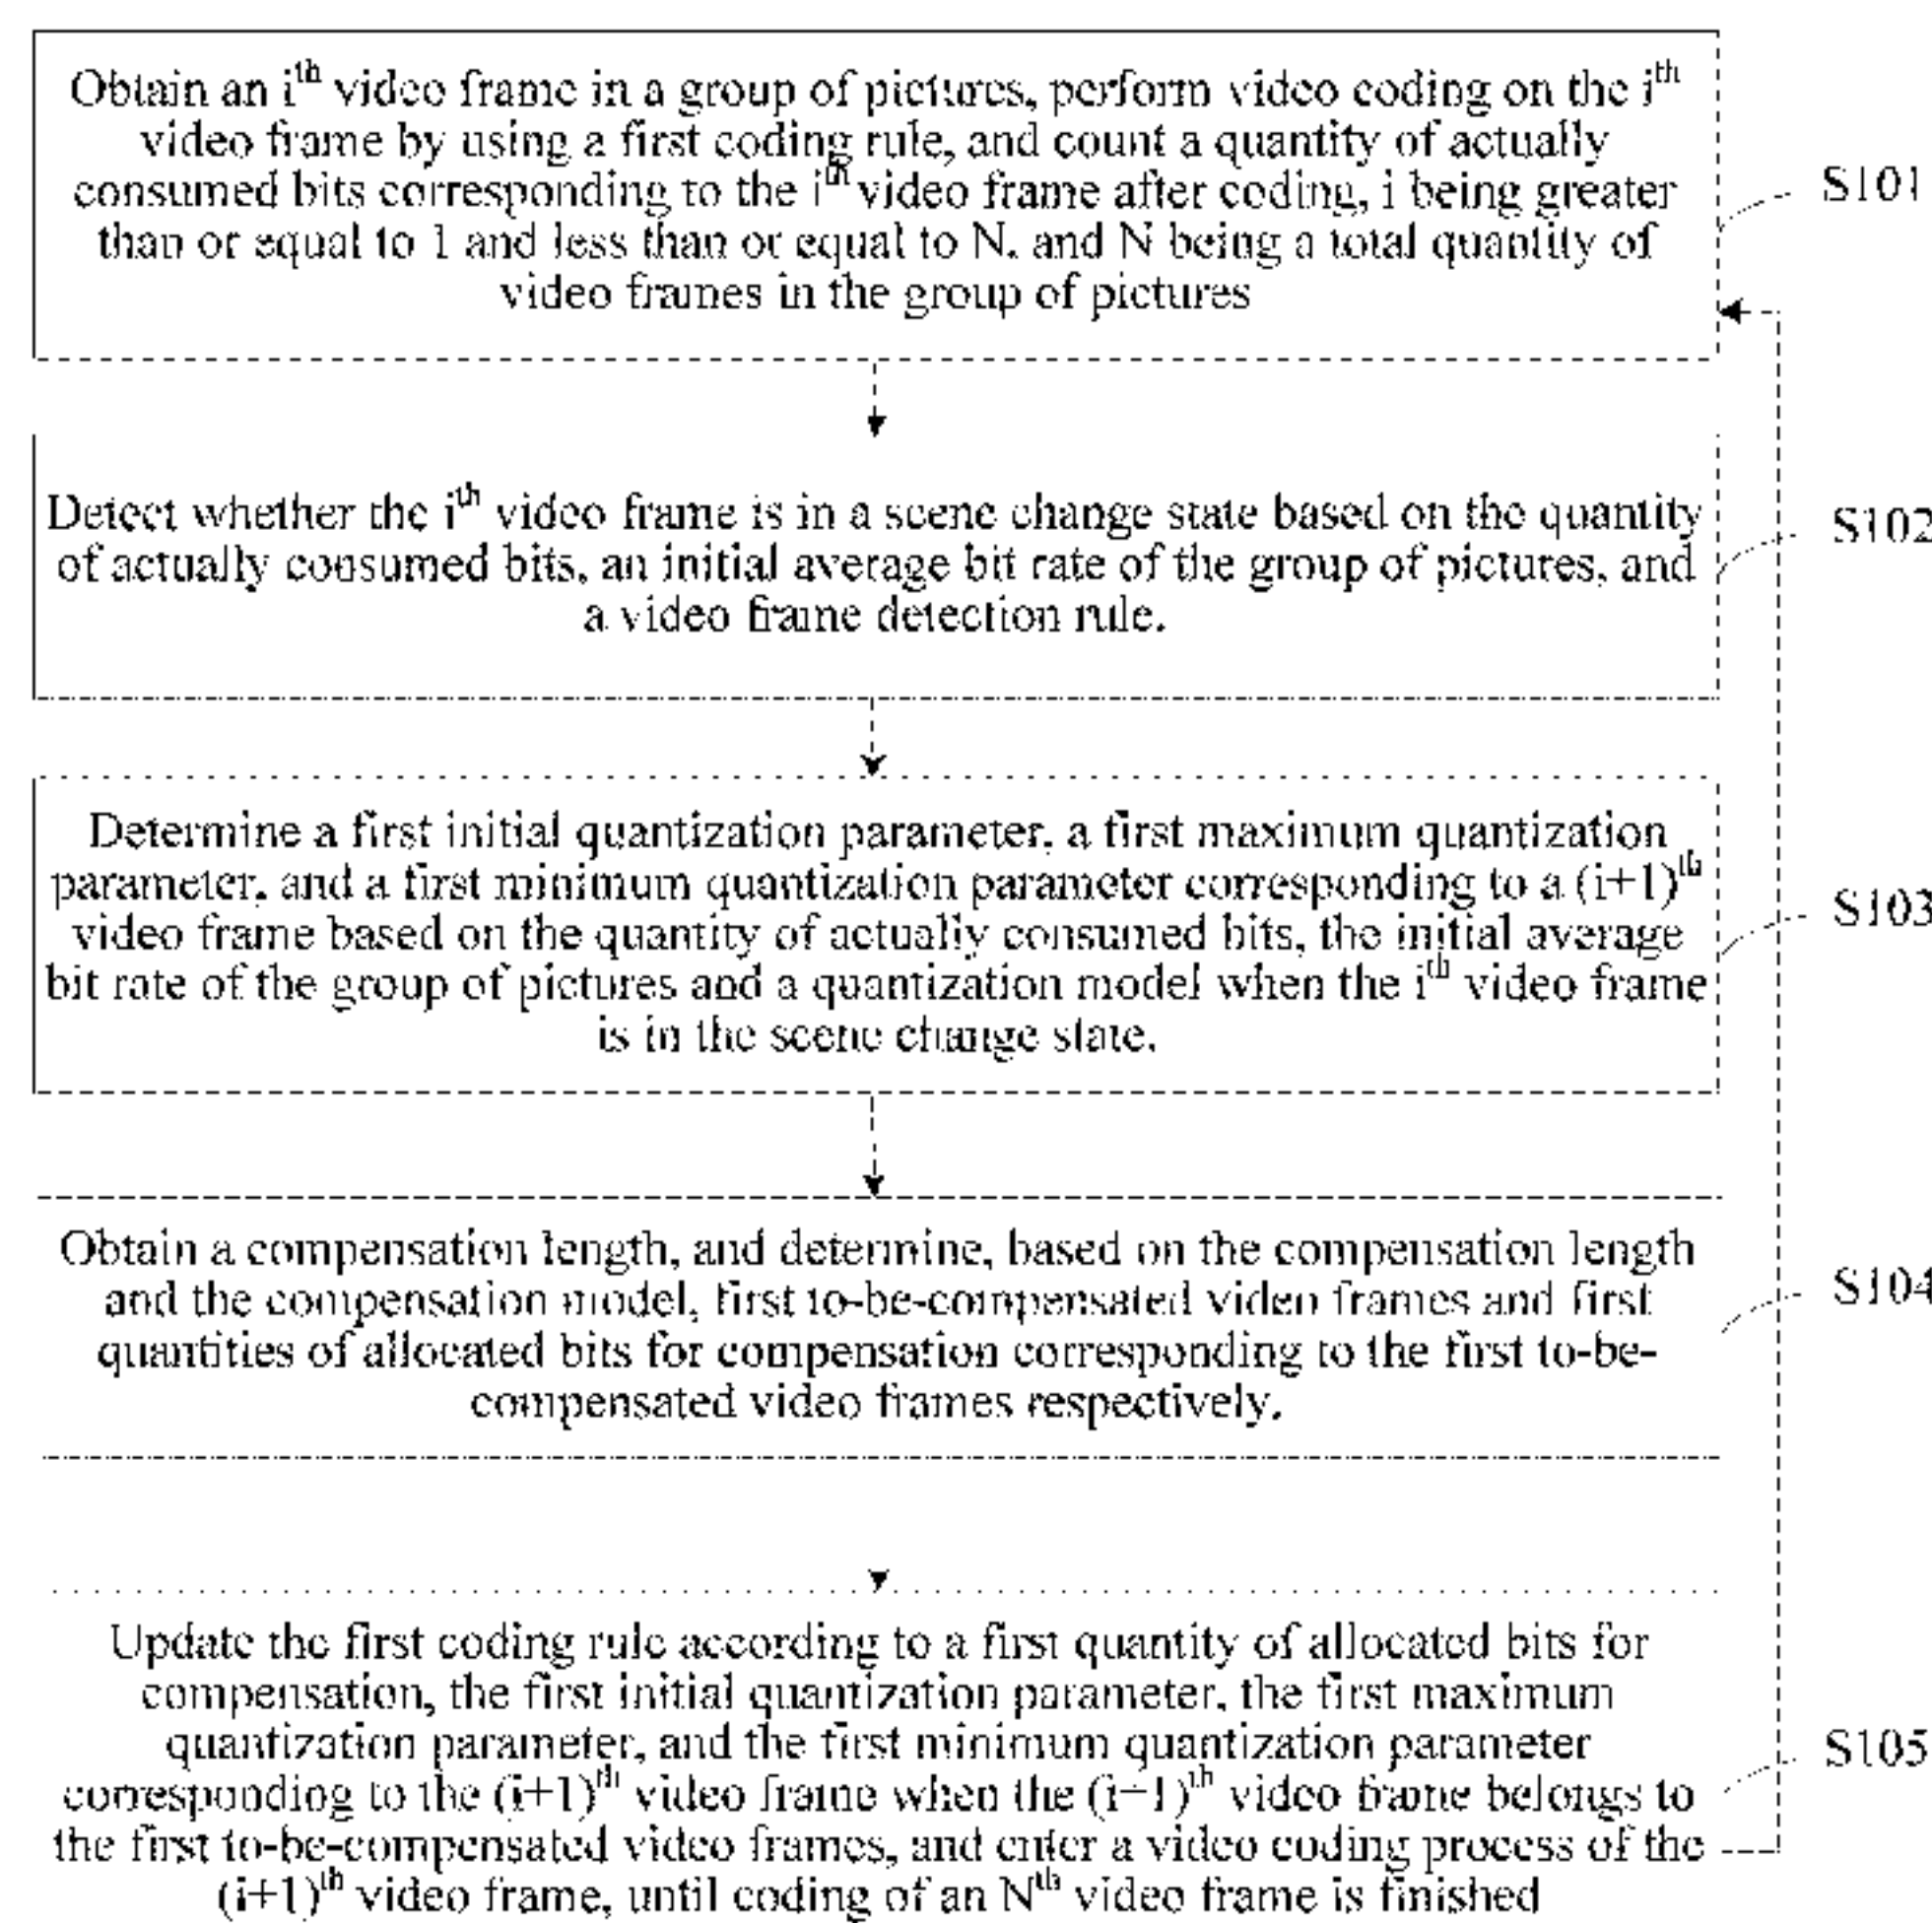 Obtain an ith video frame in a group of pictures, perform video coding on the ith
video frame by using a first coding rule, and count a quantity of actually
consumed bits corresponding to the ith video frame after coding, i being greater
than or equal to 1 and less than or equal to N, and N being a total quantity of
video frames in the group of pictures
S101
Detect whether the ith video frame is in a scene change state based on the quantity
of actually consumed bits, an initial average bit rate of the group of pictures, and
a video frame detection rule.
S102
Determine a first initial quantization parameter, a first maximum quantization
parameter, and a first minimum quantization parameter corresponding to a (i+1)th
video frame based on the quantity of actually consumed bits, the initial average
bit rate of the group of pictures and a quantization model when the ith video frame
is in the scene change state.
S103
Obtain a compensation length, and determine, based on the compensation length
and the compensation model, first to-be-compensated video frames and first
quantities of allocated bits for compensation corresponding to the first to-be-
compensated video frames respectively.
S104
Update the first coding rule according to a first quantity of allocated bits for
compensation, the first initial quantization parameter, the first maximum
quantization parameter, and the first minimum quantization parameter
corresponding to the (i+1)th video frame when the (i+1)th video frame belongs to
the first to-be-compensated video frames, and enter a video coding process of the
(i+1)th video frame, until coding of an Nth video frame is finished
S105